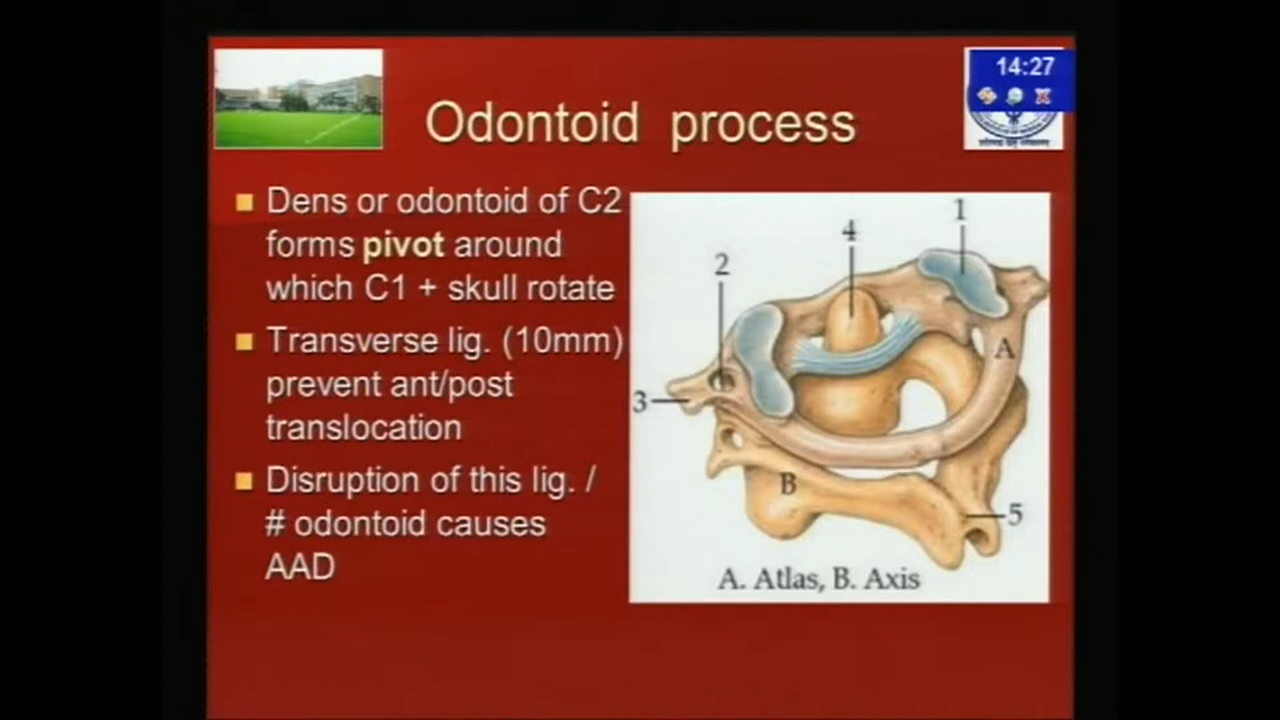 14:27
Odontoid process
Dens or odontoid of C2
forms pivot around
which C1 + skull rotate
Transverse lig. (10mm)
prevent ant/post
translocation
Disruption of this lig. /
# odontoid causes
AAD
1
4
2
A
3
B
5
A. Atlas, B. Axis